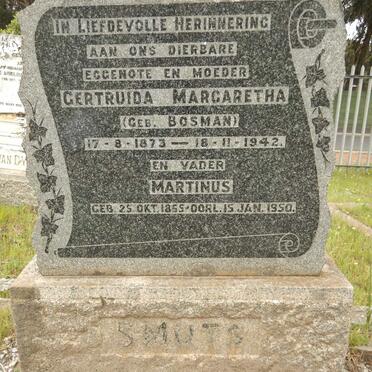 IN LIEFDEVOLLE HERINNERING
AAN ONS DIERBARE
EGGENOTE EN MOEDER
GERTRUIDA MARGARETHA
(GEB. BOSMAN)
17-8-1873 — 18-11-1942.
EN VADER
MARTINUS
GEB. 25 OKT. 1865-OORL. 15 JAN. 1950.
SMUTS